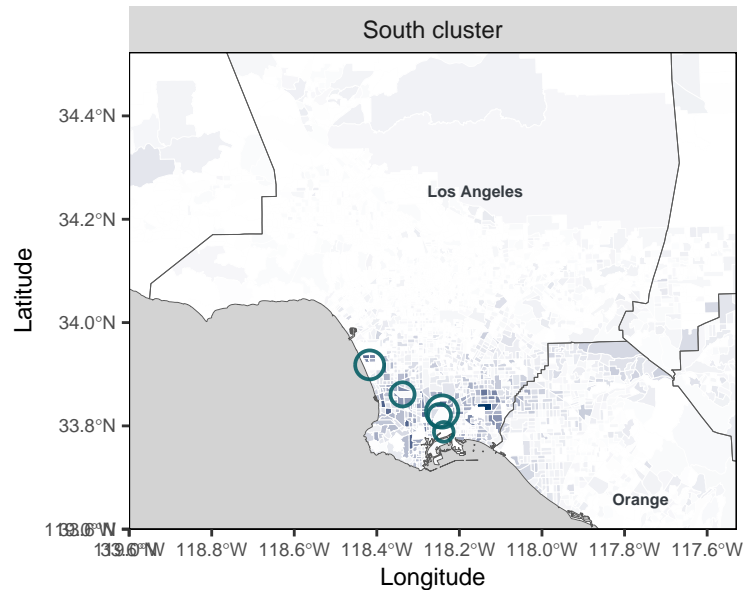 South cluster
34.4°N
Los Angeles
34.2°N
Latitude
34.0°N
33.8°N
Orange
118.8°W 118.6°W 118.4°W 118.2°W 118.0°W 117.8°W 117.6°W
Longitude